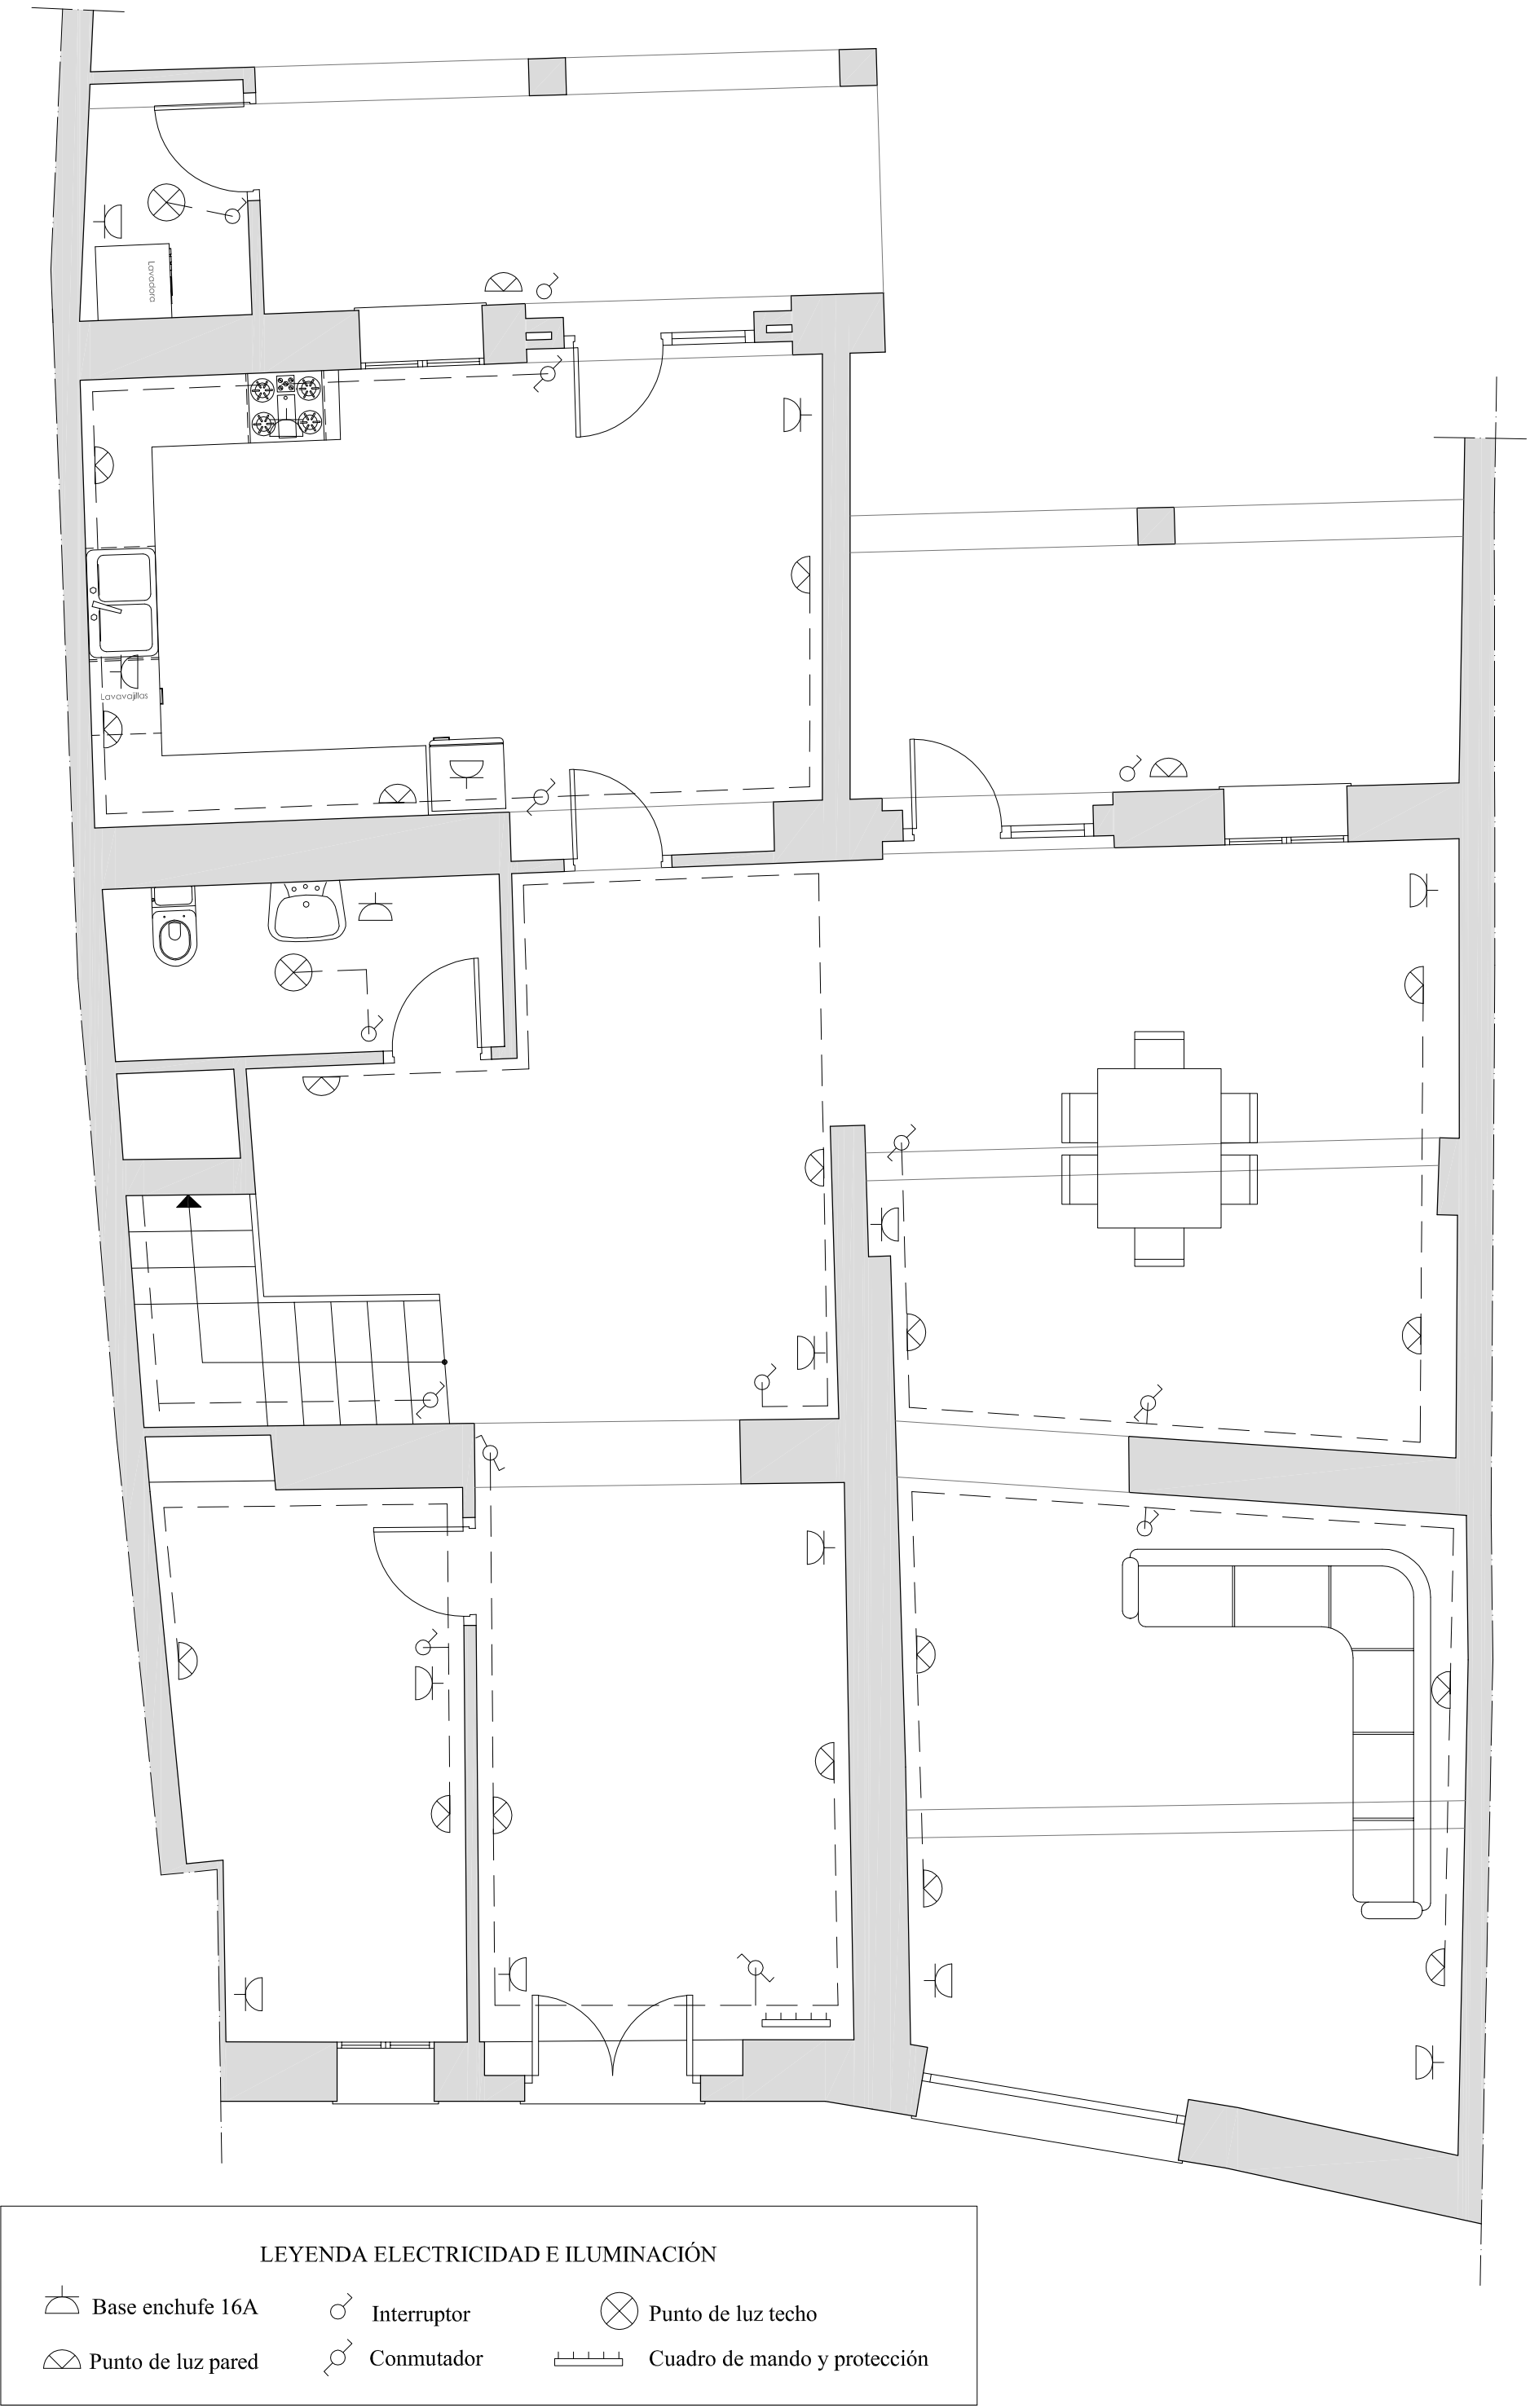 Lavadora
Lavavajillas
LEYENDA ELECTRICIDAD E ILUMINACIÓN
Base enchufe 16A
Interruptor
Punto de luz techo
Punto de luz pared
Conmutador
Cuadro de mando y protección